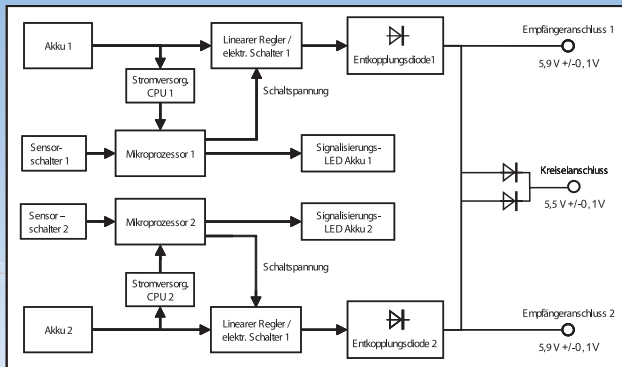 Akku 1
Linearer Regler /
elektr. Schalter 1
Entkopplungsdiode1
Empfängeranschluss 1
5,9 V +/-0, 1V
Stromversorg.
CPU 1
Schaltspannung
Sensor-
schalter 1
Mikroprozessor 1
Signalisierungs-
LED Akku 1
Kreiselanschluss
5,5 V +/-0, 1V
Sensor –
schalter 2
Mikroprozessor 2
Signalisierungs-
LED Akku 2
Stromversorg.
CPU 2
Schaltspannung
Akku 2
Linearer Regler /
elektr. Schalter 1
Entkopplungsdiode 2
Empfängeranschluss 2
5,9 V +/-0, 1V